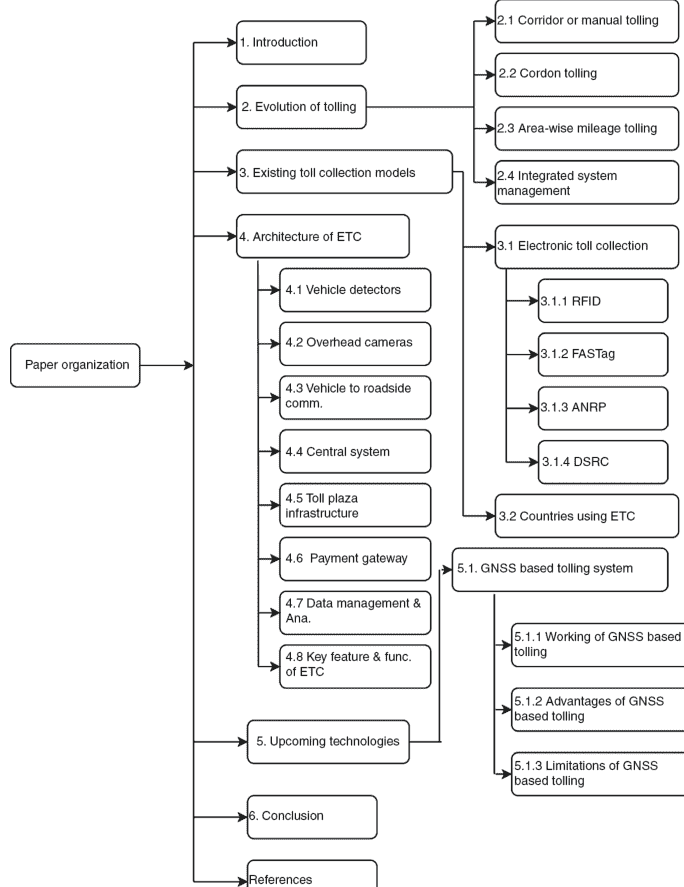 Paper organization
1. Introduction
2. Evolution of tolling
2.1 Corridor or manual tolling
2.2 Cordon tolling
2.3 Area-wise mileage tolling
2.4 Integrated system
management
3. Existing toll collection models
3.1 Electronic toll collection
3.1.1 RFID
3.1.2 FASTag
3.1.3 ANRP
3.1.4 DSRC
3.2 Countries using ETC
4. Architecture of ETC
4.1 Vehicle detectors
4.2 Overhead cameras
4.3 Vehicle to roadside
comm.
4.4 Central system
4.5 Toll plaza
infrastructure
4.6 Payment gateway
4.7 Data management &
Ana.
4.8 Key feature & func.
of ETC
5. Upcoming technologies
5.1. GNSS based tolling system
5.1.1 Working of GNSS based
tolling
5.1.2 Advantages of GNSS
based tolling
5.1.3 Limitations of GNSS
based tolling
6. Conclusion
References